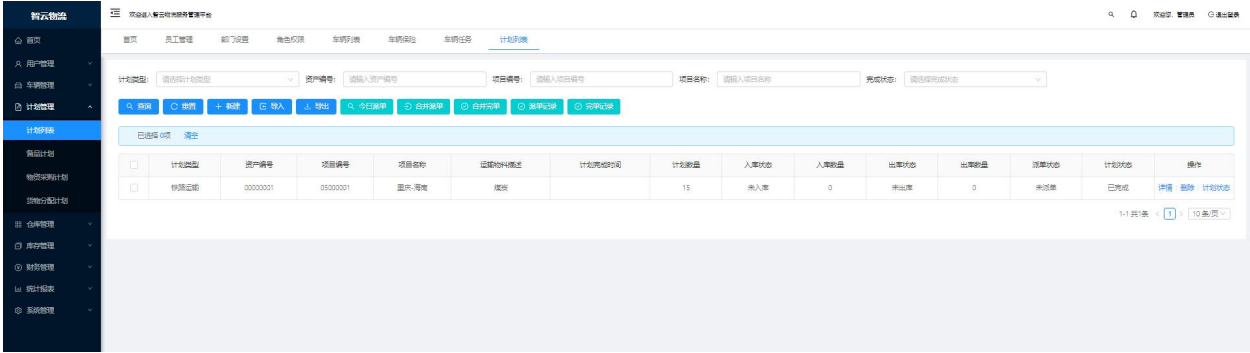 智云物流
欢迎进入智云物流服务管理平台
欢迎您, 管理员 退出登录
首页
用户管理
车辆管理
计划管理
计划列表
备品计划
物资采购计划
货物分配计划
仓库管理
库存管理
财务管理
统计报表
系统管理
首页 员工管理 部门设置 角色权限 车辆列表 车辆保险 车辆任务 计划列表
计划类型: 请选择计划类型 资产编号: 请输入资产编号 项目编号: 请输入项目编号 项目名称: 请输入项目名称 完成状态: 请选择完成状态
查询 重置 + 新建 导入 导出 今日派单 合并派单 合并完单 派单记录 完单记录
已选择 0项 清空
计划类型 资产编号 项目编号 项目名称 运输物料描述 计划完成时间 计划数量 入库状态 入库数量 出库状态 出库数量 派单状态 计划状态 操作
铁路运输 00000001 05000001 重庆-海南 煤炭 15 未入库 0 未出库 0 未派单 已完成 详情 删除 计划状态
1-1 共1条 < 1 > 10 条/页